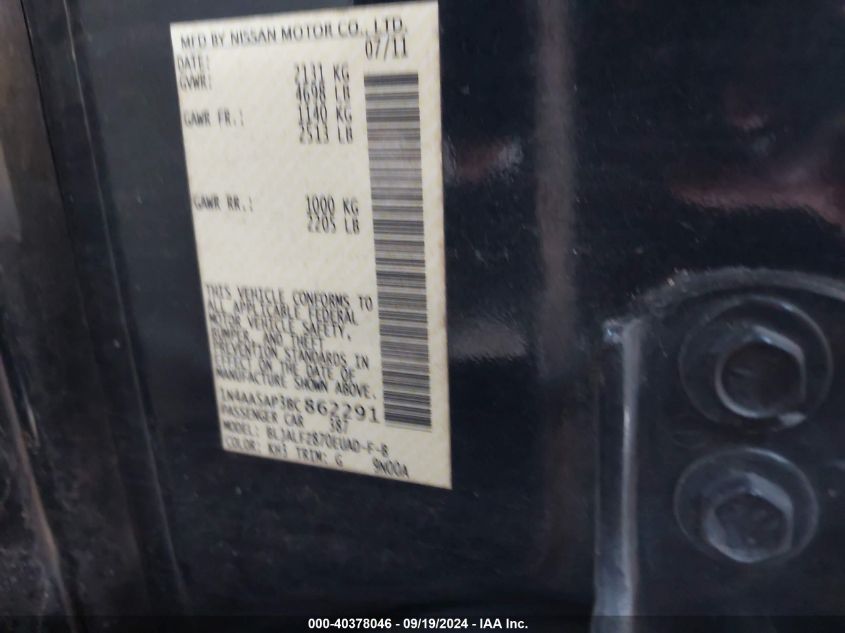 MFD BY NISSAN MOTOR CO., LTD.
DATE: 07/11
GVWR: 2131 KG
4698 LB
GAWR FR.: 1140 KG
2513 LB
GAWR RR.: 1000 KG
2205 LB
THIS VEHICLE CONFORMS TO
ALL APPLICABLE FEDERAL
MOTOR VEHICLE SAFETY,
BUMPER, AND THEFT
PREVENTION STANDARDS IN
EFFECT ON THE DATE OF
MANUFACTURE SHOWN ABOVE.
1N4AA5AP3BC862291
PASSENGER CAR 387
MODEL: BLJALF2870EUAD-F-B
COLOR: KH3 TRIM: G 9N00A
000-40378046 - 09/19/2024 - IAA Inc.